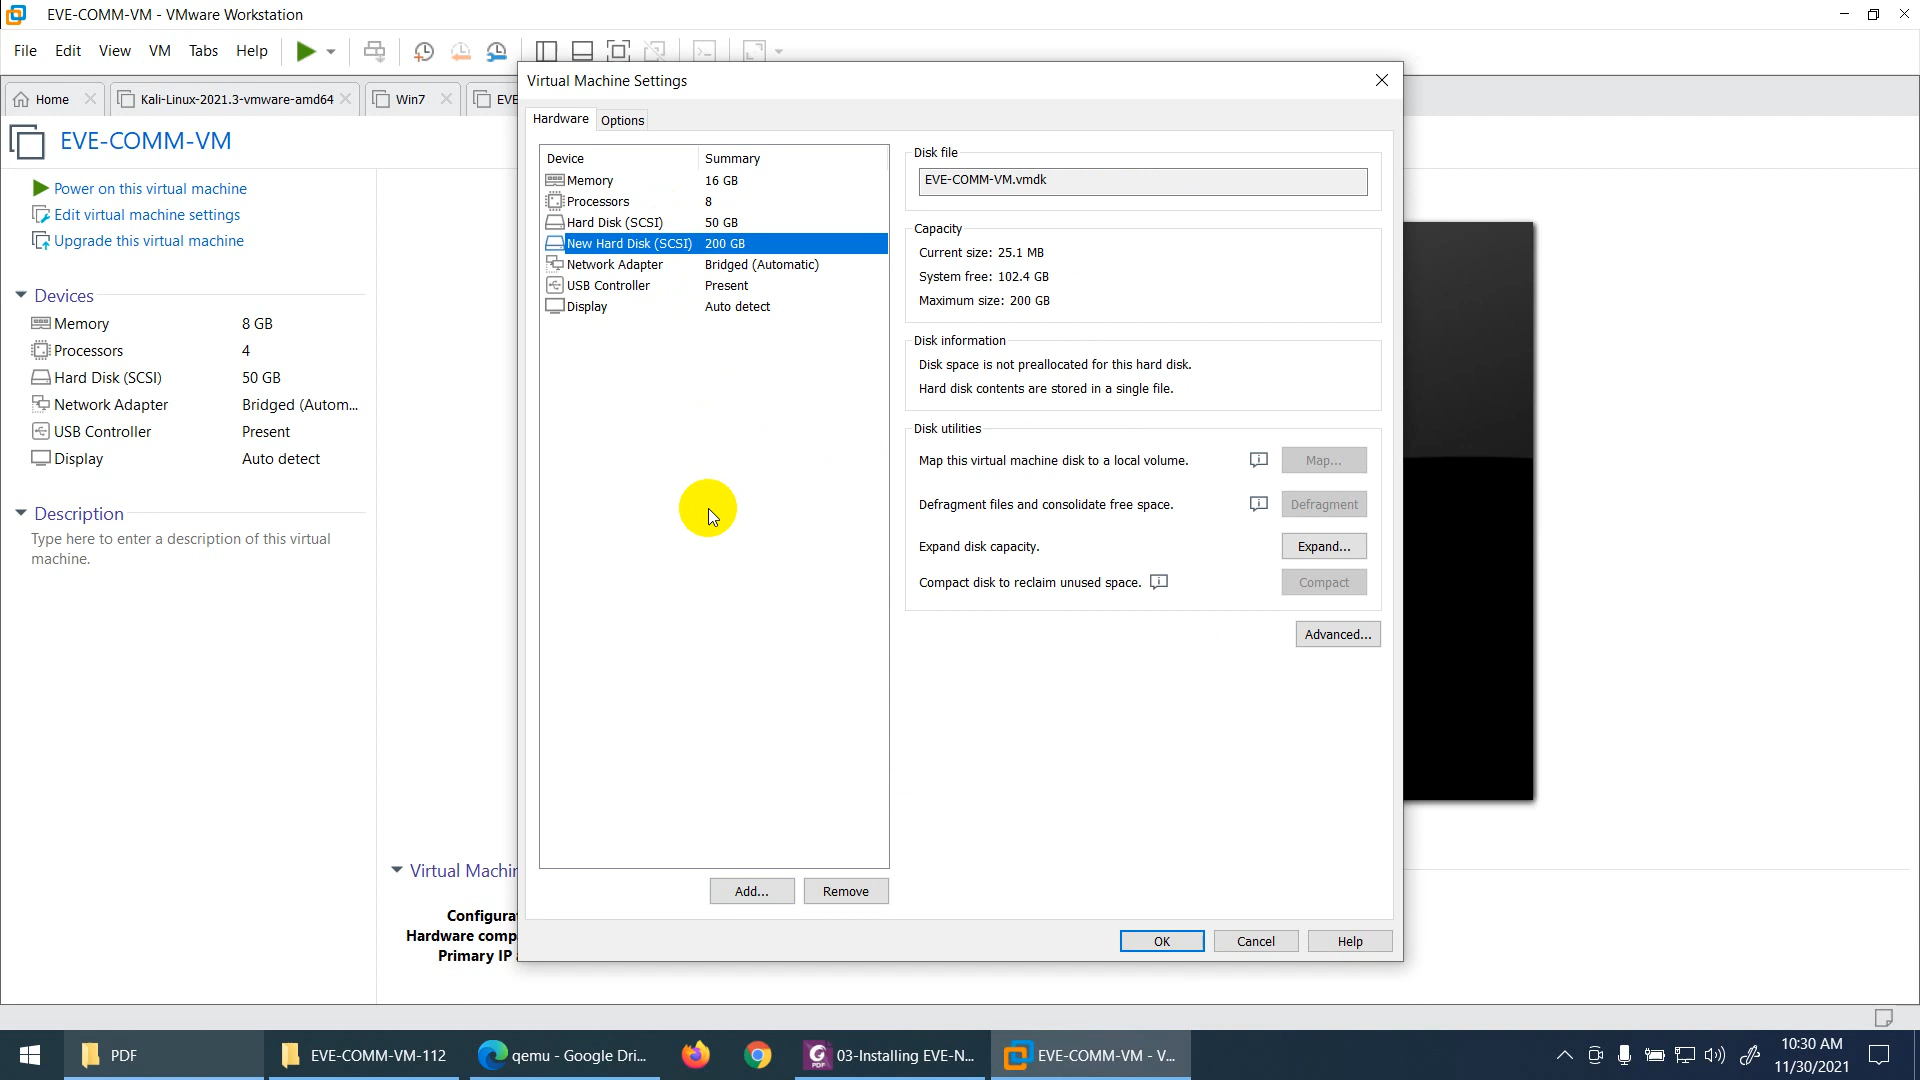 EVE-COMM-VM - VMware Workstation
File Edit View VM Tabs Help
Home Kali-Linux-2021.3-vmware-amd64 Win7 EVE
EVE-COMM-VM
Power on this virtual machine
Edit virtual machine settings
Upgrade this virtual machine
Devices
Memory 8 GB
Processors 4
Hard Disk (SCSI) 50 GB
Network Adapter Bridged (Autom...
USB Controller Present
Display Auto detect
Description
Type here to enter a description of this virtual
machine.
Virtual Machin
Configurat
Hardware comp
Primary IP a
Virtual Machine Settings
Hardware Options
Device Summary
Memory 16 GB
Processors 8
Hard Disk (SCSI) 50 GB
New Hard Disk (SCSI) 200 GB
Network Adapter Bridged (Automatic)
USB Controller Present
Display Auto detect
Add... Remove
Disk file
EVE-COMM-VM.vmdk
Capacity
Current size: 25.1 MB
System free: 102.4 GB
Maximum size: 200 GB
Disk information
Disk space is not preallocated for this hard disk.
Hard disk contents are stored in a single file.
Disk utilities
Map this virtual machine disk to a local volume. Map...
Defragment files and consolidate free space. Defragment
Expand disk capacity. Expand...
Compact disk to reclaim unused space. Compact
Advanced...
OK Cancel Help
PDF EVE-COMM-VM-112 qemu - Google Dri... PDF 03-Installing EVE-N... EVE-COMM-VM - V...
10:30 AM
11/30/2021